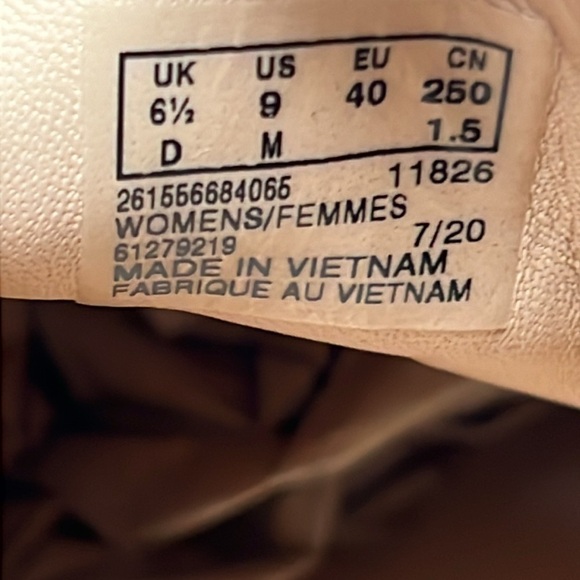 UK US EU CN
6½ 9 40 250
D M 1.5
261556684065 11826
WOMENS/FEMMES
61279219 7/20
MADE IN VIETNAM
FABRIQUE AU VIETNAM